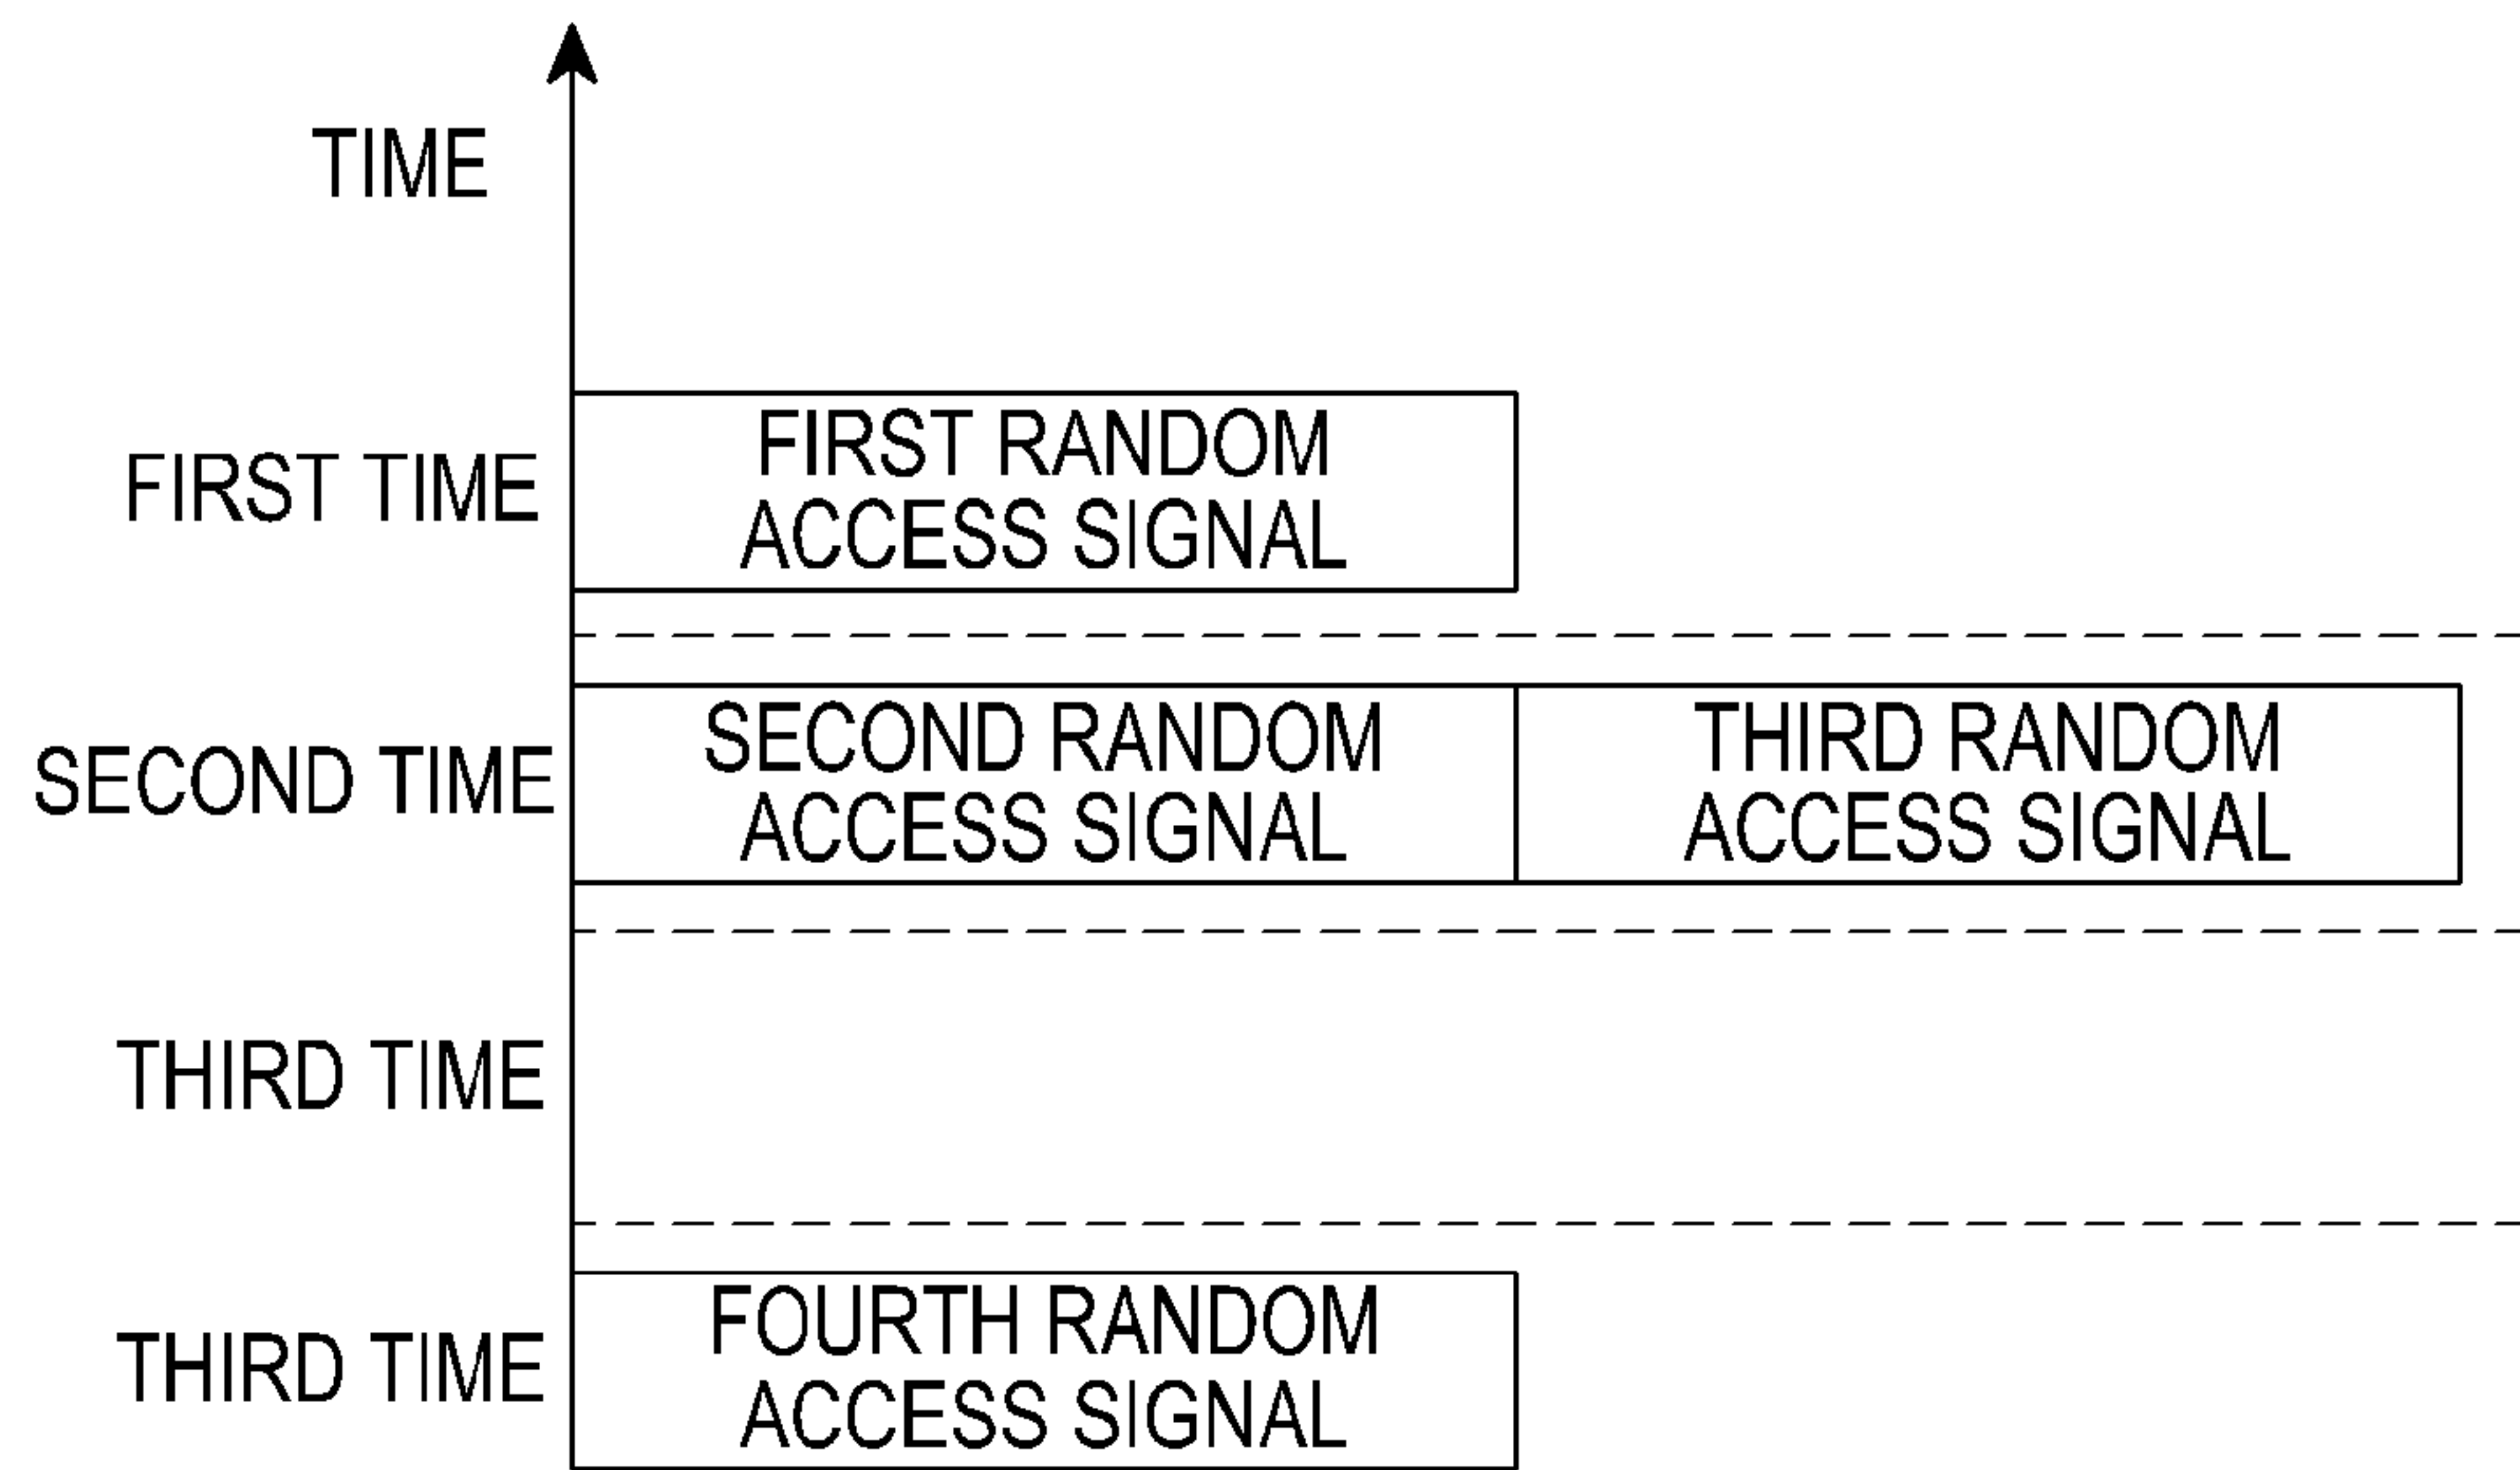 TIME
FIRST TIME
FIRST RANDOM
ACCESS SIGNAL
SECOND TIME
SECOND RANDOM
ACCESS SIGNAL
THIRD RANDOM
ACCESS SIGNAL
THIRD TIME
THIRD TIME
FOURTH RANDOM
ACCESS SIGNAL